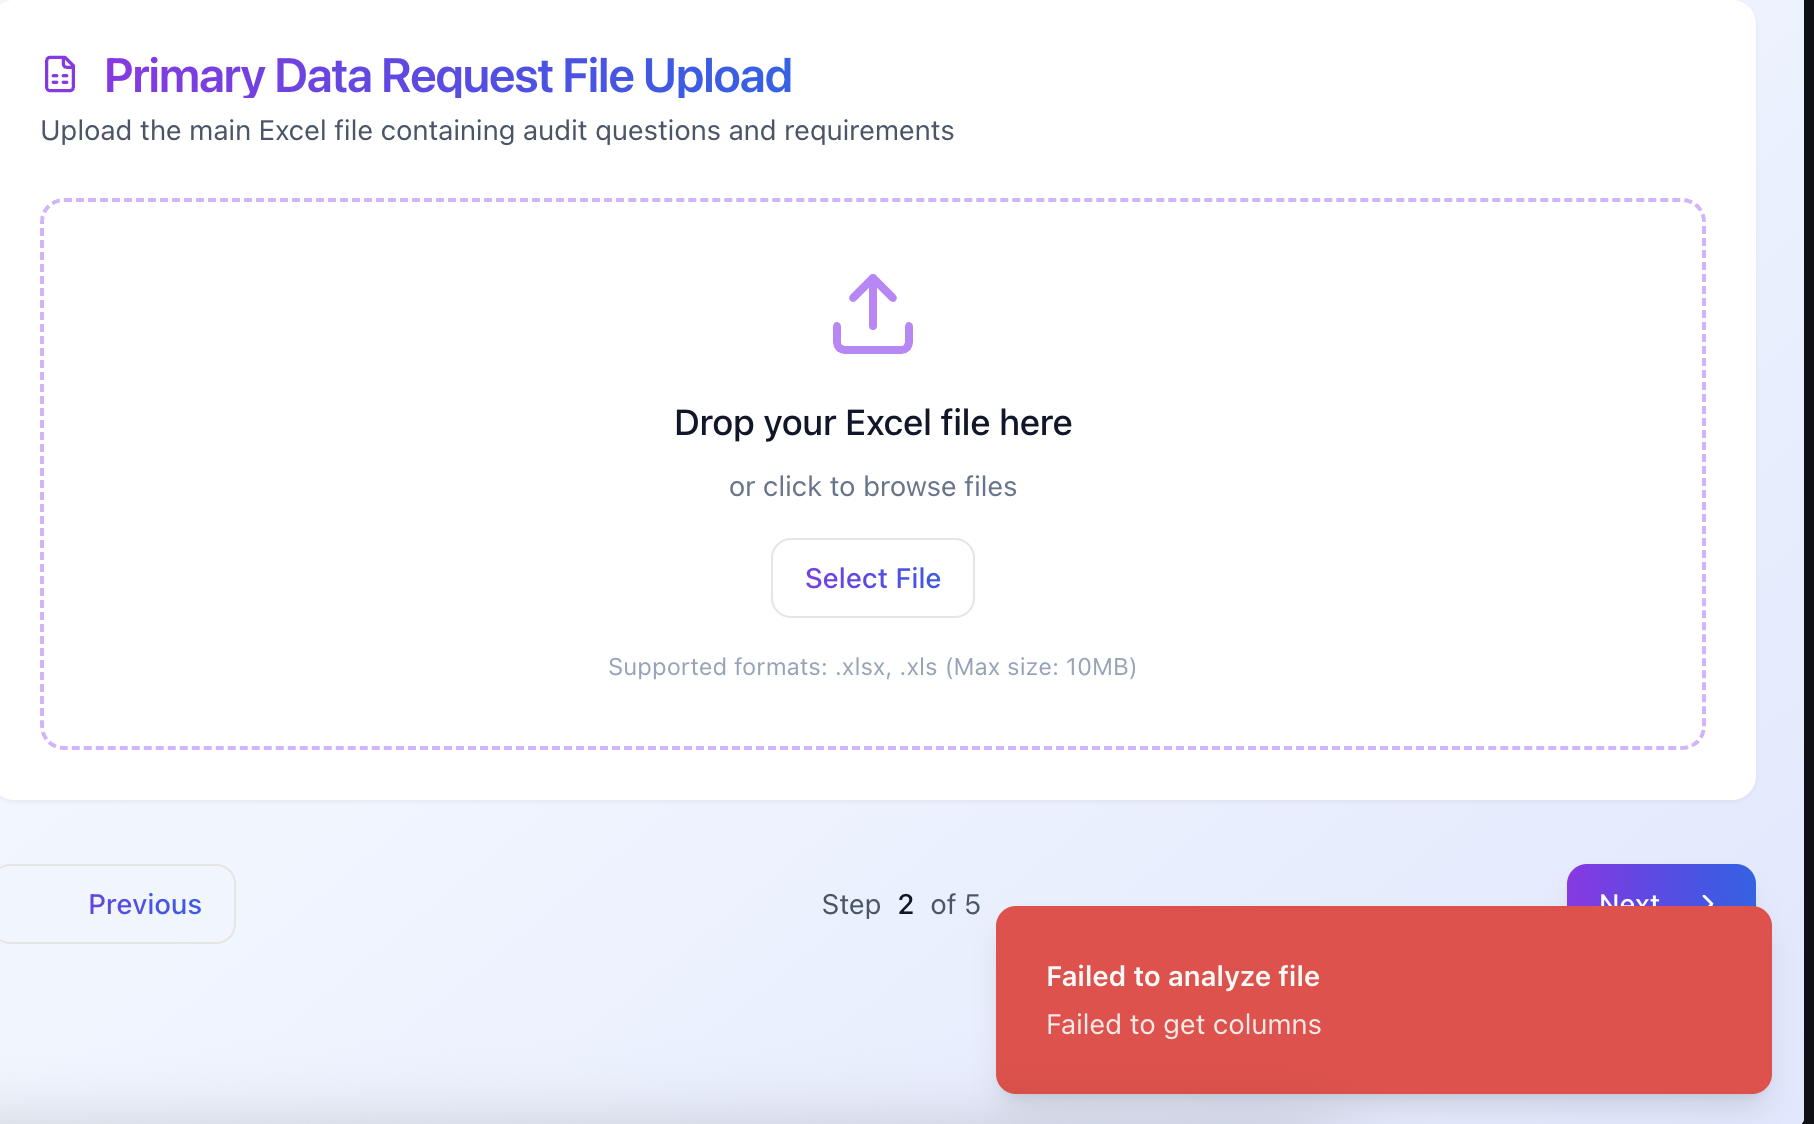 Primary Data Request File Upload
Upload the main Excel file containing audit questions and requirements
Drop your Excel file here
or click to browse files
Select File
Supported formats: .xlsx, .xls (Max size: 10MB)
Previous
Step 2 of 5
Next
Failed to analyze file
Failed to get columns